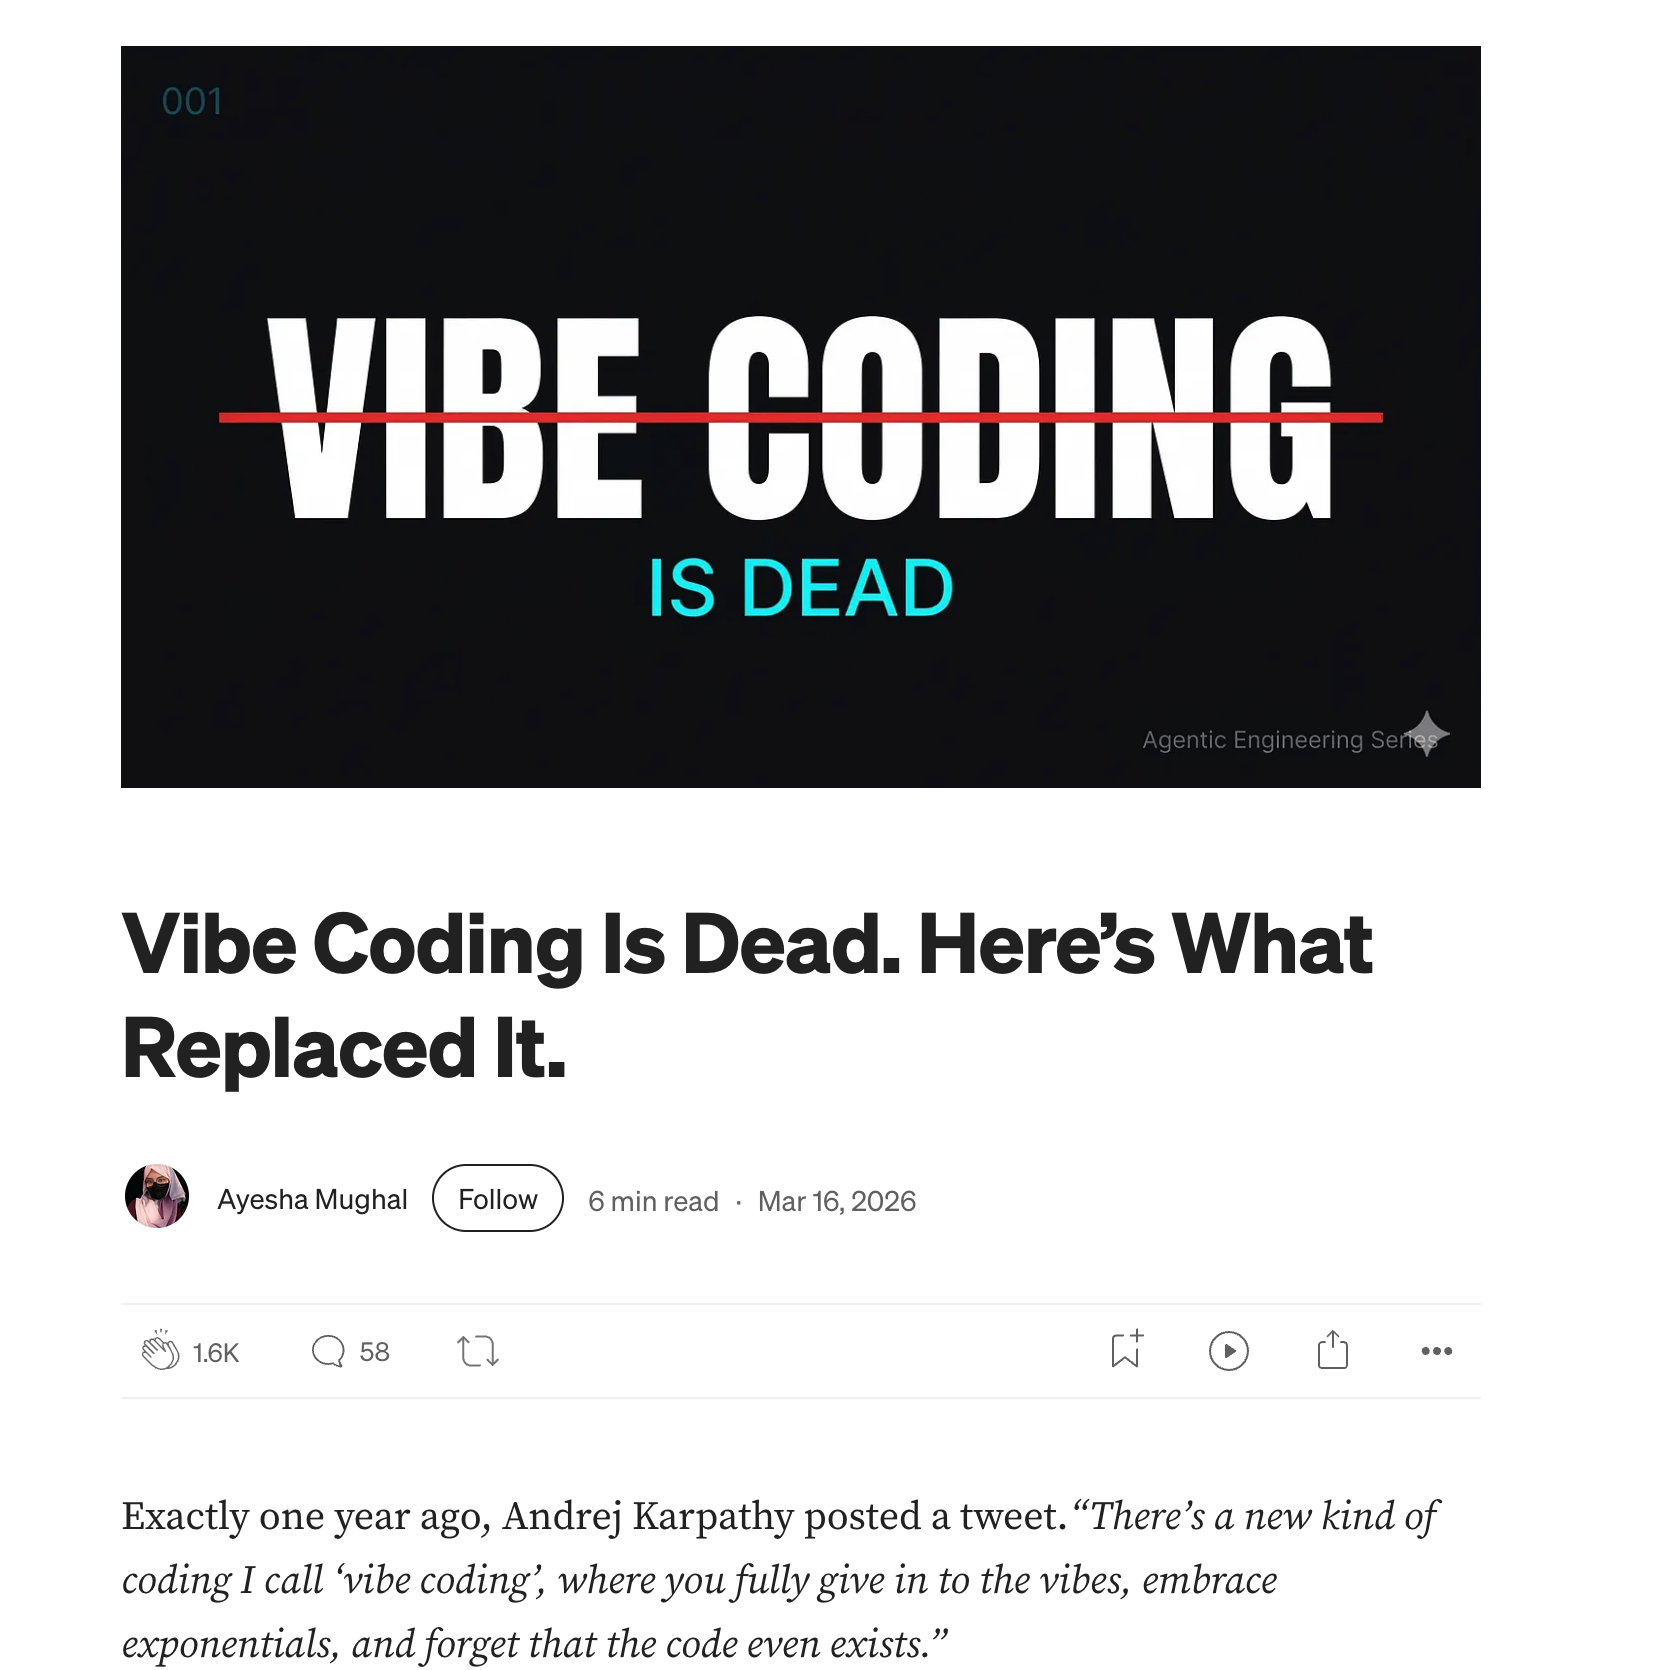 001
VIBE CODING
IS DEAD
Agentic Engineering Series
Vibe Coding Is Dead. Here’s What
Replaced It.
Ayesha Mughal Follow 6 min read · Mar 16, 2026
1.6K 58
Exactly one year ago, Andrej Karpathy posted a tweet.“There’s a new kind of
coding I call ‘vibe coding’, where you fully give in to the vibes, embrace
exponentials, and forget that the code even exists.”